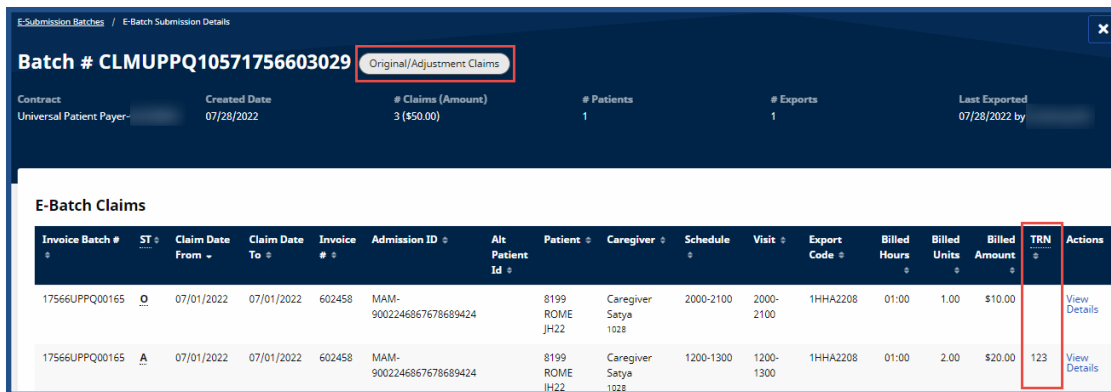 E-Submission Batches / E-Batch Submission Details
×
Batch # CLMUPPQ10571756603029 Original/Adjustment Claims
Contract Created Date # Claims (Amount) # Patients # Exports Last Exported
Universal Patient Payer- 07/28/2022 3 ($50.00) 1 1 07/28/2022 by
E-Batch Claims
Invoice Batch # ST Claim Date From Claim Date To Invoice # Admission ID Alt Patient Id Patient Caregiver Schedule Visit Export Code Billed Hours Billed Units Billed Amount TRN Actions
17566UPPQ00165 O 07/01/2022 07/01/2022 602458 MAM-9002246867678689424 8199 ROME JH22 Caregiver Satya 1028 2000-2100 2000-2100 1HHA2208 01:00 1.00 $10.00 View Details
17566UPPQ00165 A 07/01/2022 07/01/2022 602458 MAM-9002246867678689424 8199 ROME JH22 Caregiver Satya 1028 1200-1300 1200-1300 1HHA2208 01:00 2.00 $20.00 123 View Details